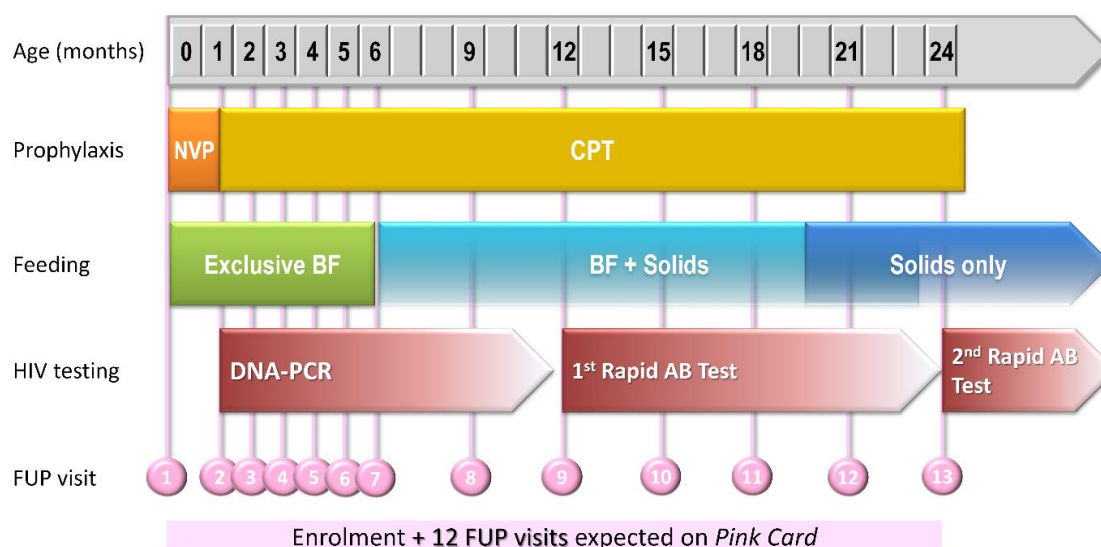 Age (months) 0 1 2 3 4 5 6 9 12 15 18 21 24
Prophylaxis NVP CPT
Feeding Exclusive BF BF + Solids Solids only
HIV testing DNA-PCR 1st Rapid AB Test 2nd Rapid AB
Test
FUP visit 1 2 3 4 5 6 7 8 9 10 11 12 13
Enrolment + 12 FUP visits expected on Pink Card